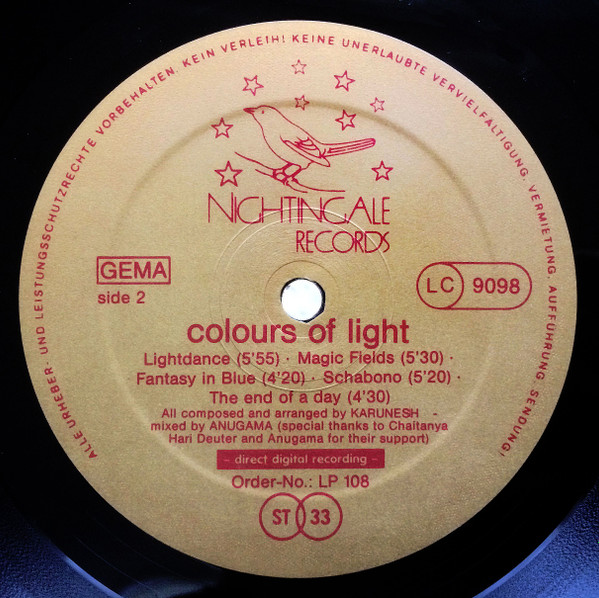 ALLE URHEBER- UND LEISTUNGSSCHUTZRECHTE VORBEHALTEN. KEIN VERLEIH! KEINE UNERLAUBTE VERVIELFÄLTIGUNG, VERMIETUNG, AUFFÜHRUNG, SENDUNG!
NIGHTINGALE
RECORDS
GEMA
side 2
LC 9098
colours of light
Lightdance (5'55) · Magic Fields (5'30) ·
Fantasy in Blue (4'20) · Schabono (5'20) ·
The end of a day (4'30)
All composed and arranged by KARUNESH -
mixed by ANUGAMA (special thanks to Chaitanya
Hari Deuter and Anugama for their support)
- direct digital recording -
Order-No.: LP 108
ST 33